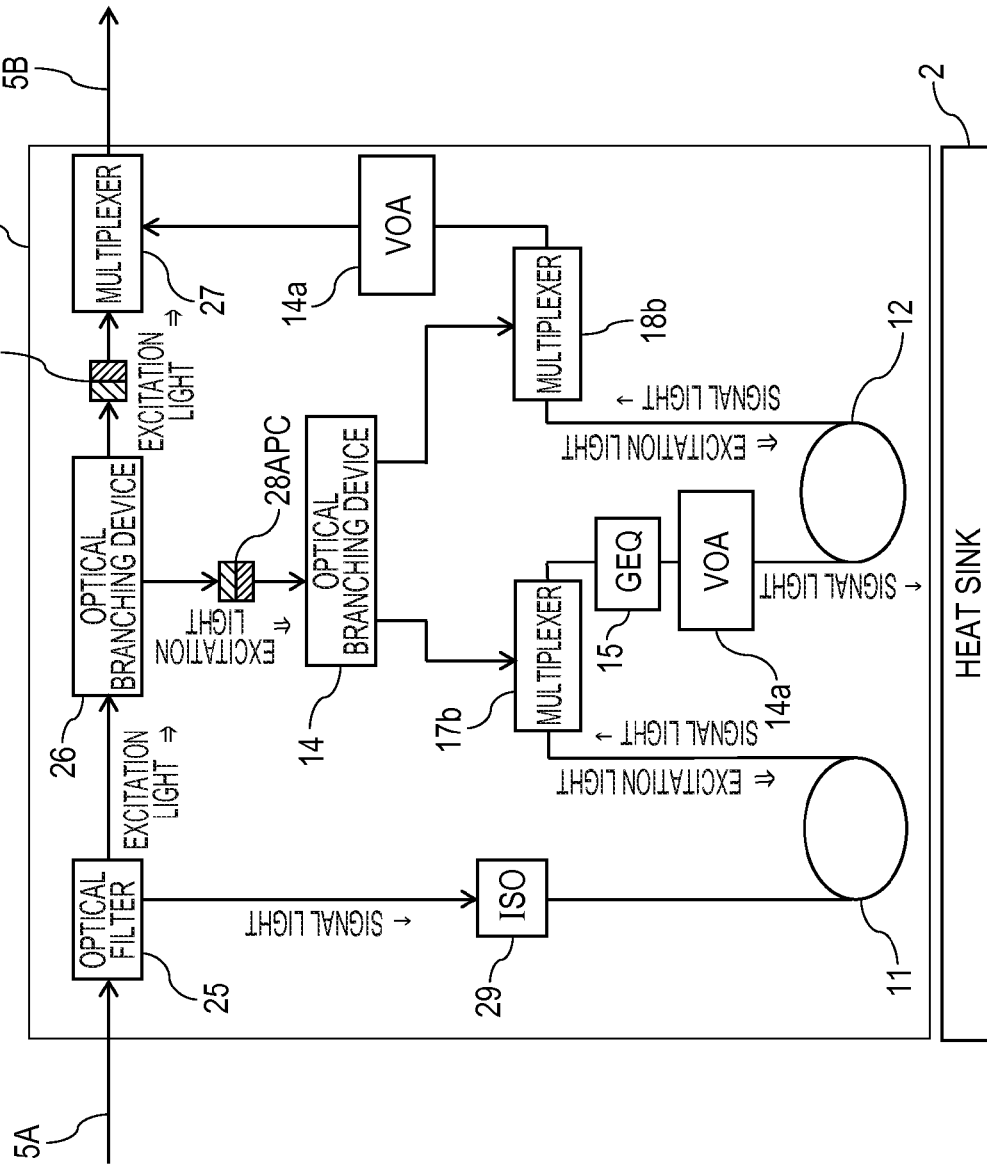 5A
5B
OPTICAL
FILTER
25
EXCITATION
LIGHT ⇒
26
OPTICAL
BRANCHING DEVICE
EXCITATION
LIGHT ⇒
MULTIPLEXER
27
EXCITATION
LIGHT ⇒
28APC
14
OPTICAL
BRANCHING DEVICE
VOA
14a
SIGNAL LIGHT →
ISO
29
17b
MULTIPLEXER
GEQ
15
VOA
14a
MULTIPLEXER
18b
SIGNAL LIGHT →
EXCITATION LIGHT ⇒
SIGNAL LIGHT →
SIGNAL LIGHT →
EXCITATION LIGHT ⇒
11
12
HEAT SINK
2